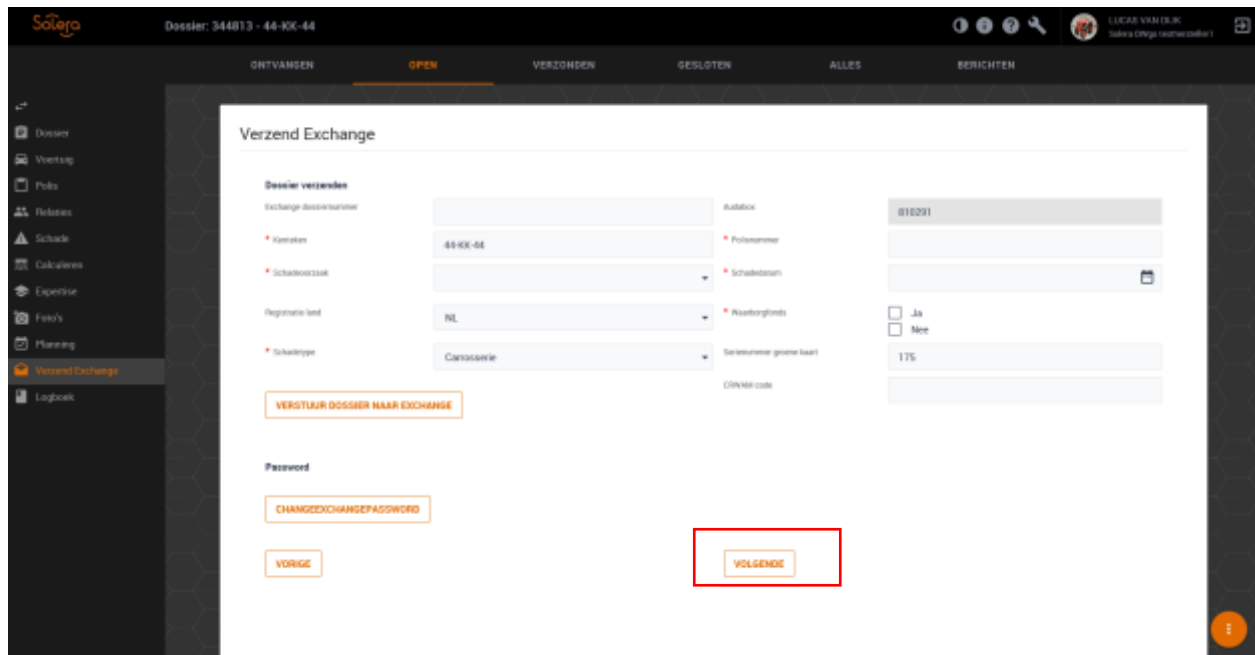 Solera
Dossier: 344813 - 44-KK-44
LUCAS VAN DIJK
ONTVANGEN OPEN VERZONDEN GESLOTEN ALLES BERICHTEN
Dossier
Voertuig
Polis
Relaties
Schade
Calculeren
Expertise
Foto's
Planning
Verzend Exchange
Logboek
Verzend Exchange
Dossier verzenden
Exchange dossiernummer
Audabox 810291
* Kenteken 44-KK-44
* Polisnummer
* Schadeoorzaak
* Schadedatum
Registratie land NL
* Waarborgfonds Ja
Nee
* Schadetype Carrosserie
Serienummer groene kaart 175
code
VERSTUUR DOSSIER NAAR EXCHANGE
Password
CHANGEEXCHANGEPASSWORD
VORIGE VOLGENDE